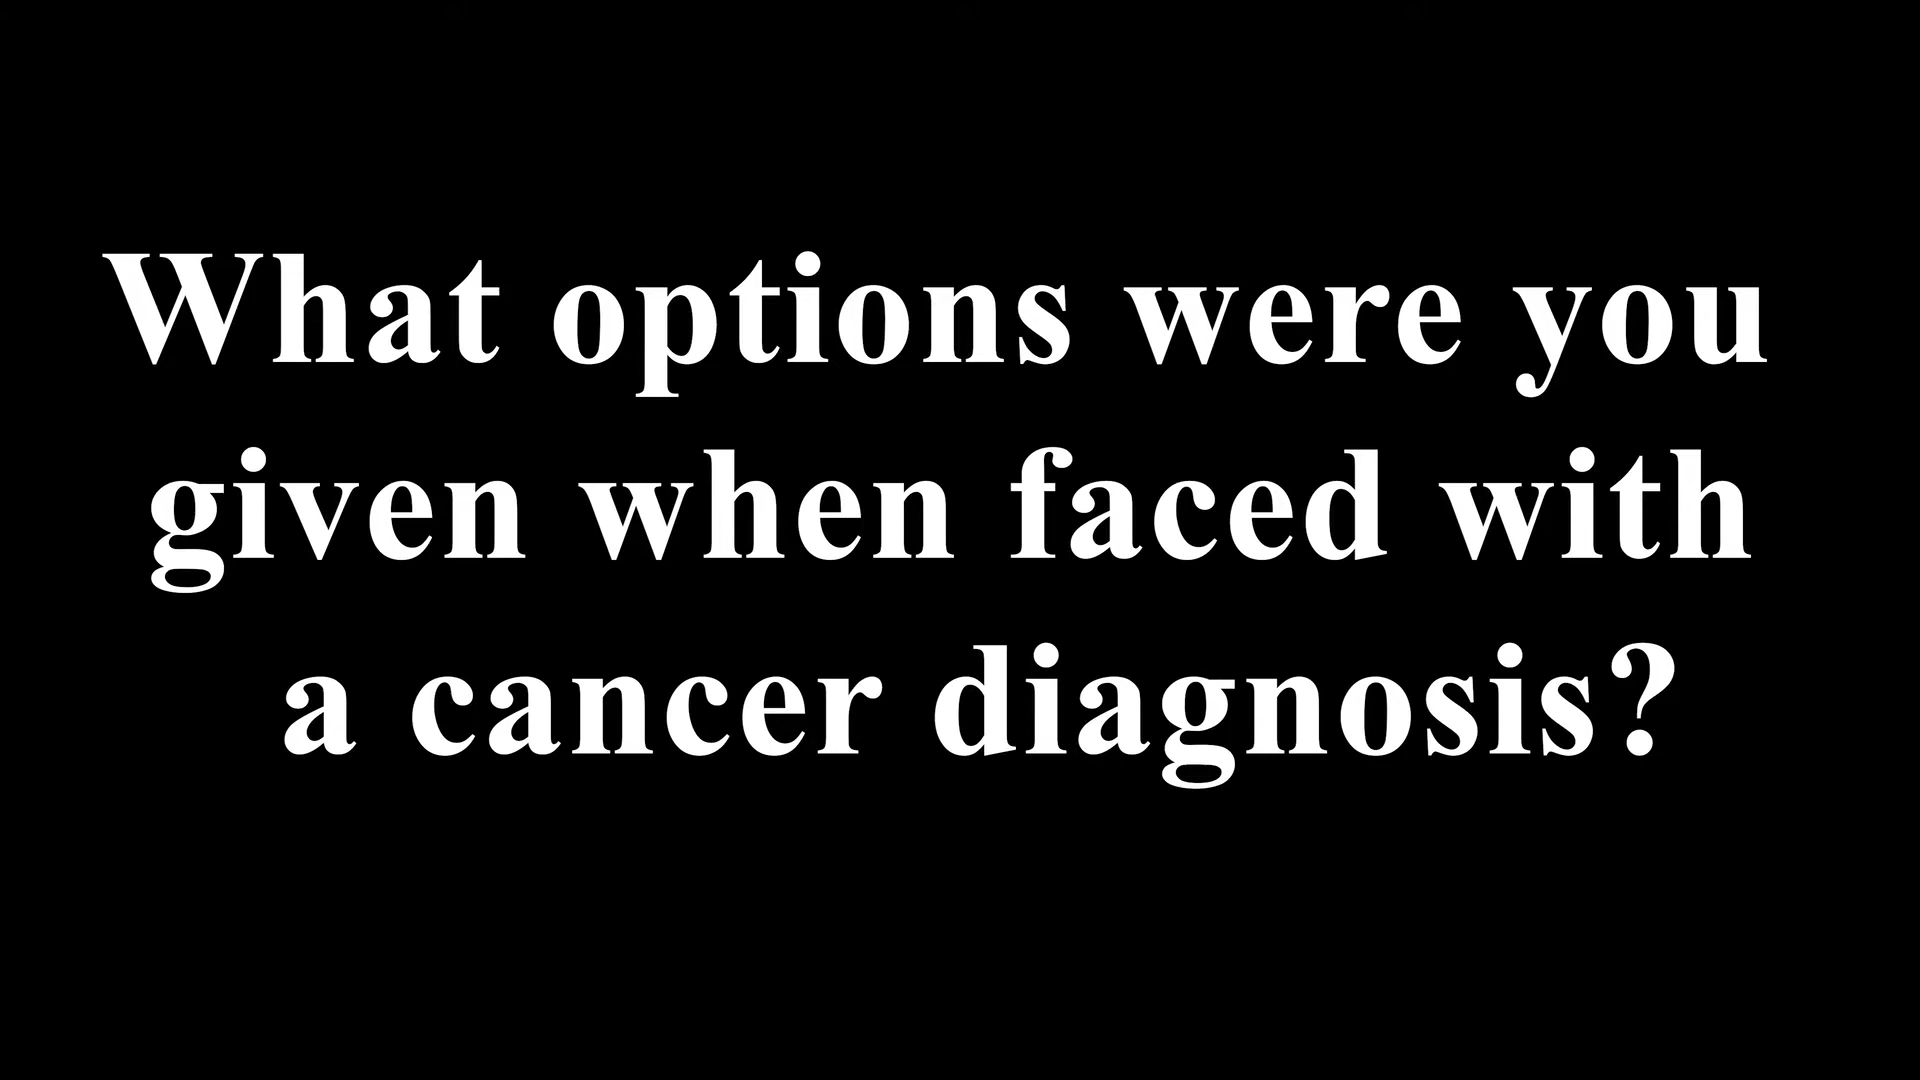 What options were you
given when faced with
a cancer diagnosis?